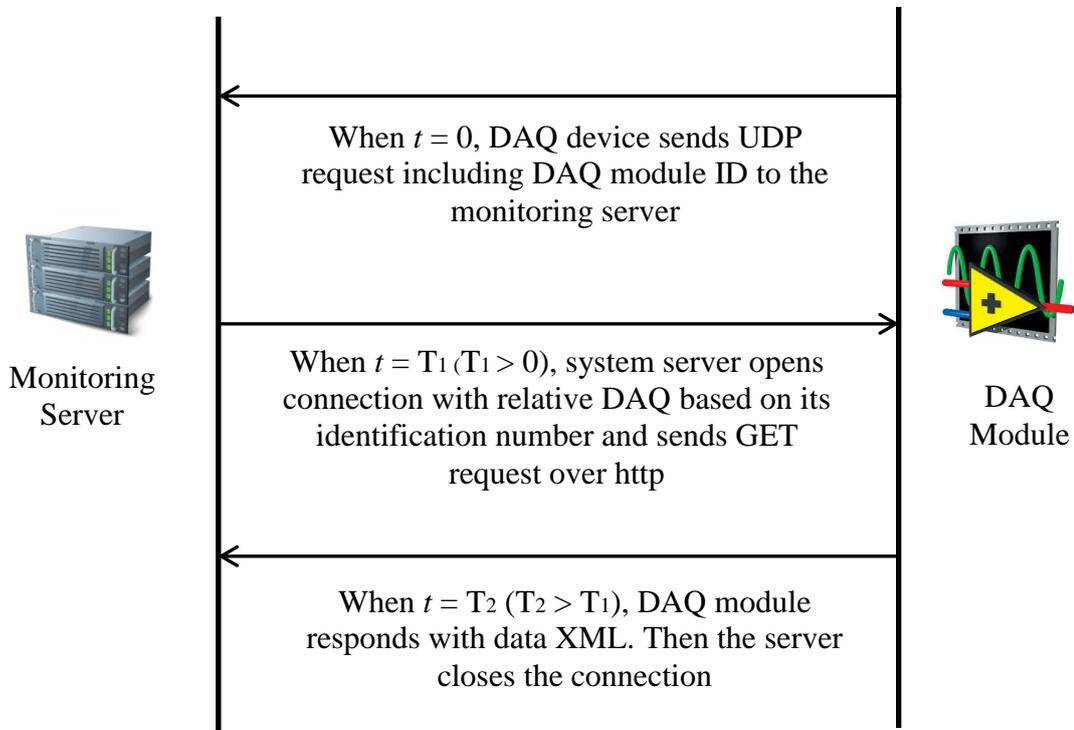 When t = 0, DAQ device sends UDP
request including DAQ module ID to the
monitoring server
Monitoring
Server
When t = T1 (T1 > 0), system server opens
connection with relative DAQ based on its
identification number and sends GET
request over http
DAQ
Module
When t = T2 (T2 > T1), DAQ module
responds with data XML. Then the server
closes the connection